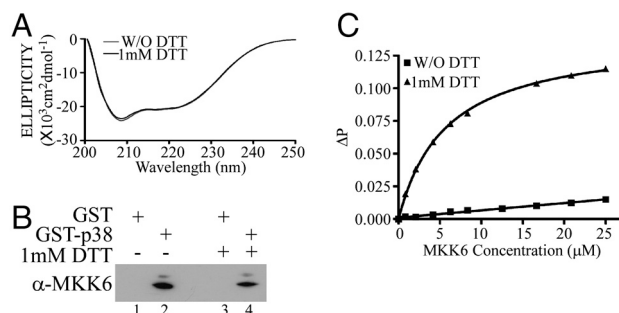 A
W/O DTT
1mM DTT
ELLIPTICITY
(X10³cm²dmol⁻¹)
0
-10
-20
-30
200 210 220 230 240 250
Wavelength (nm)
B
GST + +
GST-p38 + +
1mM DTT - - + +
α-MKK6
1 2 3 4
C
W/O DTT
1mM DTT
ΔP
0.125
0.100
0.075
0.050
0.025
0.000
0 5 10 15 20 25
MKK6 Concentration (μM)